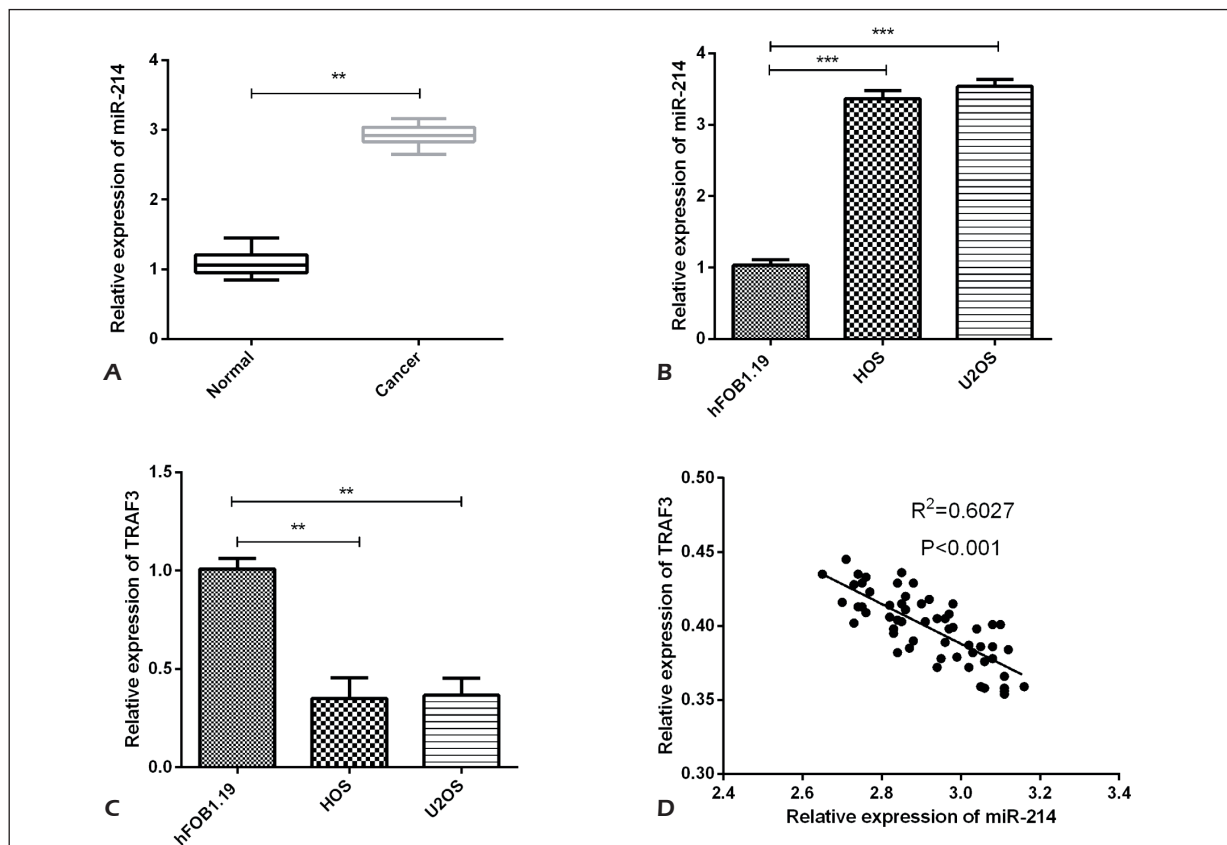 Relative expression of miR-214
4
3
2
1
0
**
Normal
Cancer
A
Relative expression of miR-214
4
3
2
1
0
***
***
hFOB1.19
HOS
U2OS
B
Relative expression of TRAF3
1.5
1.0
0.5
0.0
**
**
hFOB1.19
HOS
U2OS
C
Relative expression of TRAF3
0.50
0.45
0.40
0.35
0.30
R²=0.6027
P<0.001
2.4 2.6 2.8 3.0 3.2 3.4
Relative expression of miR-214
D